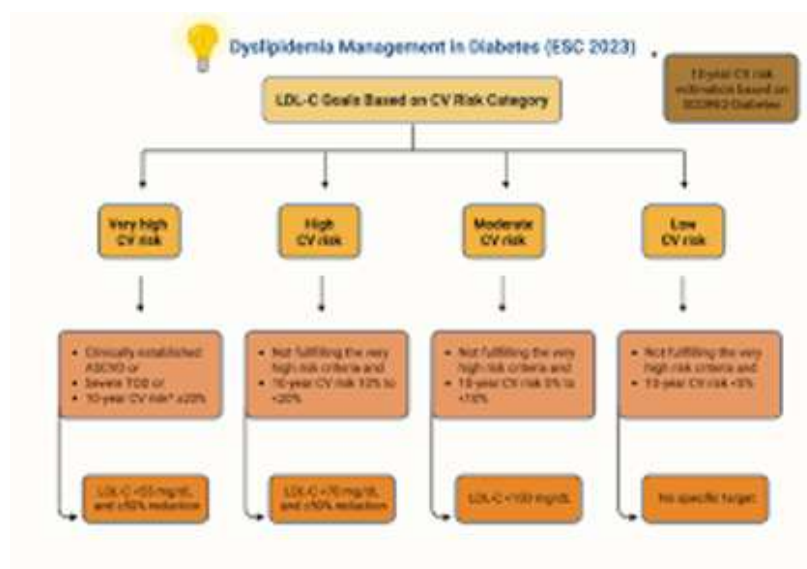 Dyslipidemia Management in Diabetes (ESC 2023)
10-year CV risk
estimation based on
SCORE2-Diabetes
LDL-C Goals Based on CV Risk Category
Very high
CV risk
High
CV risk
Moderate
CV risk
Low
CV risk
• Clinically established
ASCVD or
• Severe TOD or
• 10-year CV risk* ≥20%
• Not fulfilling the very
high risk criteria and
• 10-year CV risk 10% to
<20%
• Not fulfilling the very
high risk criteria and
• 10-year CV risk 5% to
<10%
• Not fulfilling the very
high risk criteria and
• 10-year CV risk <5%
LDL-C <55 mg/dL
and ≥50% reduction
LDL-C <70 mg/dL
and ≥50% reduction
LDL-C <100 mg/dL
No specific target